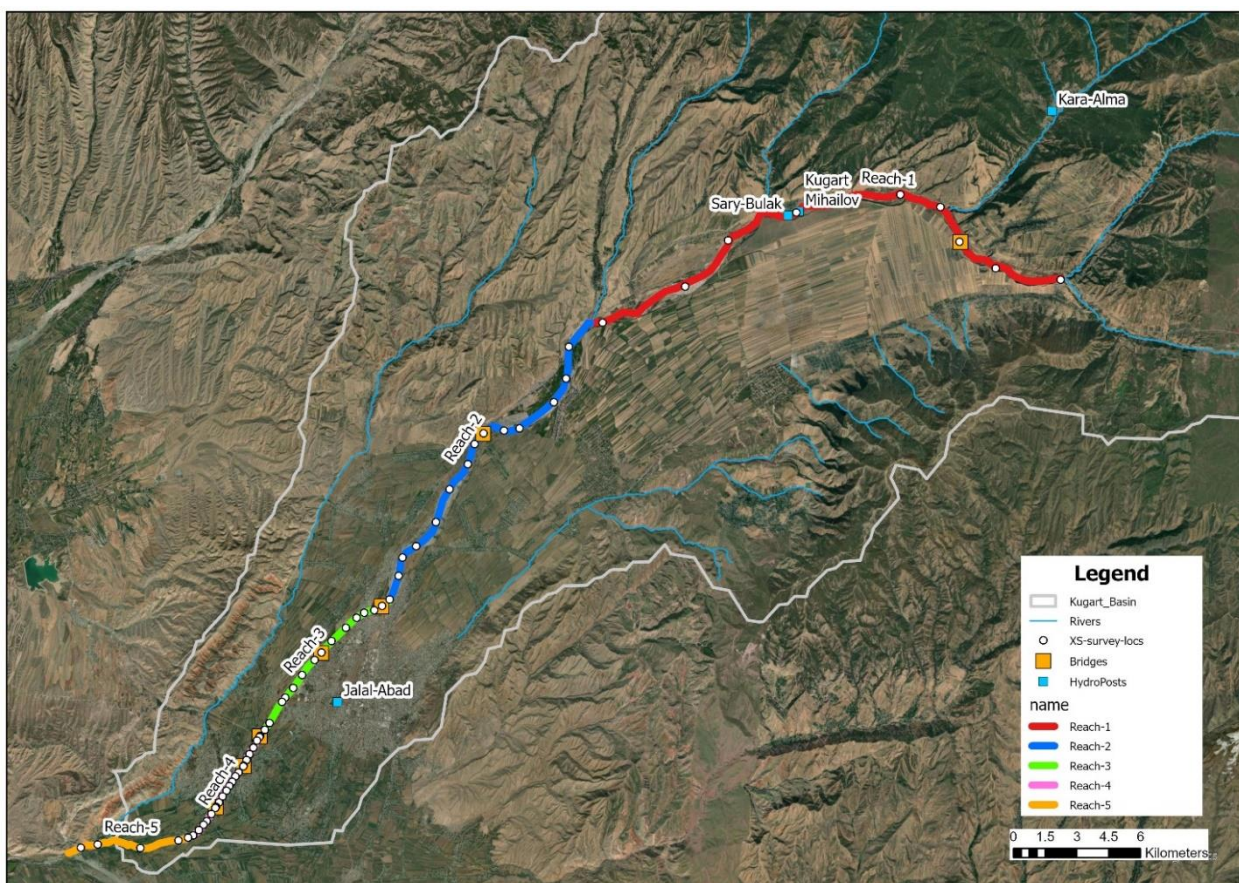 Kara-Alma
Kugart
Mihailov
Reach-1
Sary-Bulak
Reach-2
Reach-3
Jalal-Abad
Reach-4
Reach-5
Legend
Kugart_Basin
Rivers
XS-survey-locs
Bridges
HydroPosts
name
Reach-1
Reach-2
Reach-3
Reach-4
Reach-5
0 1.5 3 4.5 6
Kilometers